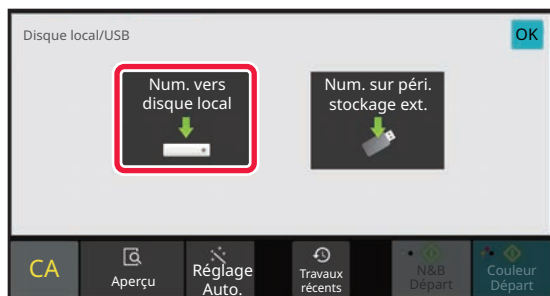 Disque local/USB
OK
Num. vers
disque local
Num. sur péri.
stockage ext.
CA
Aperçu
Réglage
Auto.
Travaux
récents
N&B
Départ
Couleur
Départ